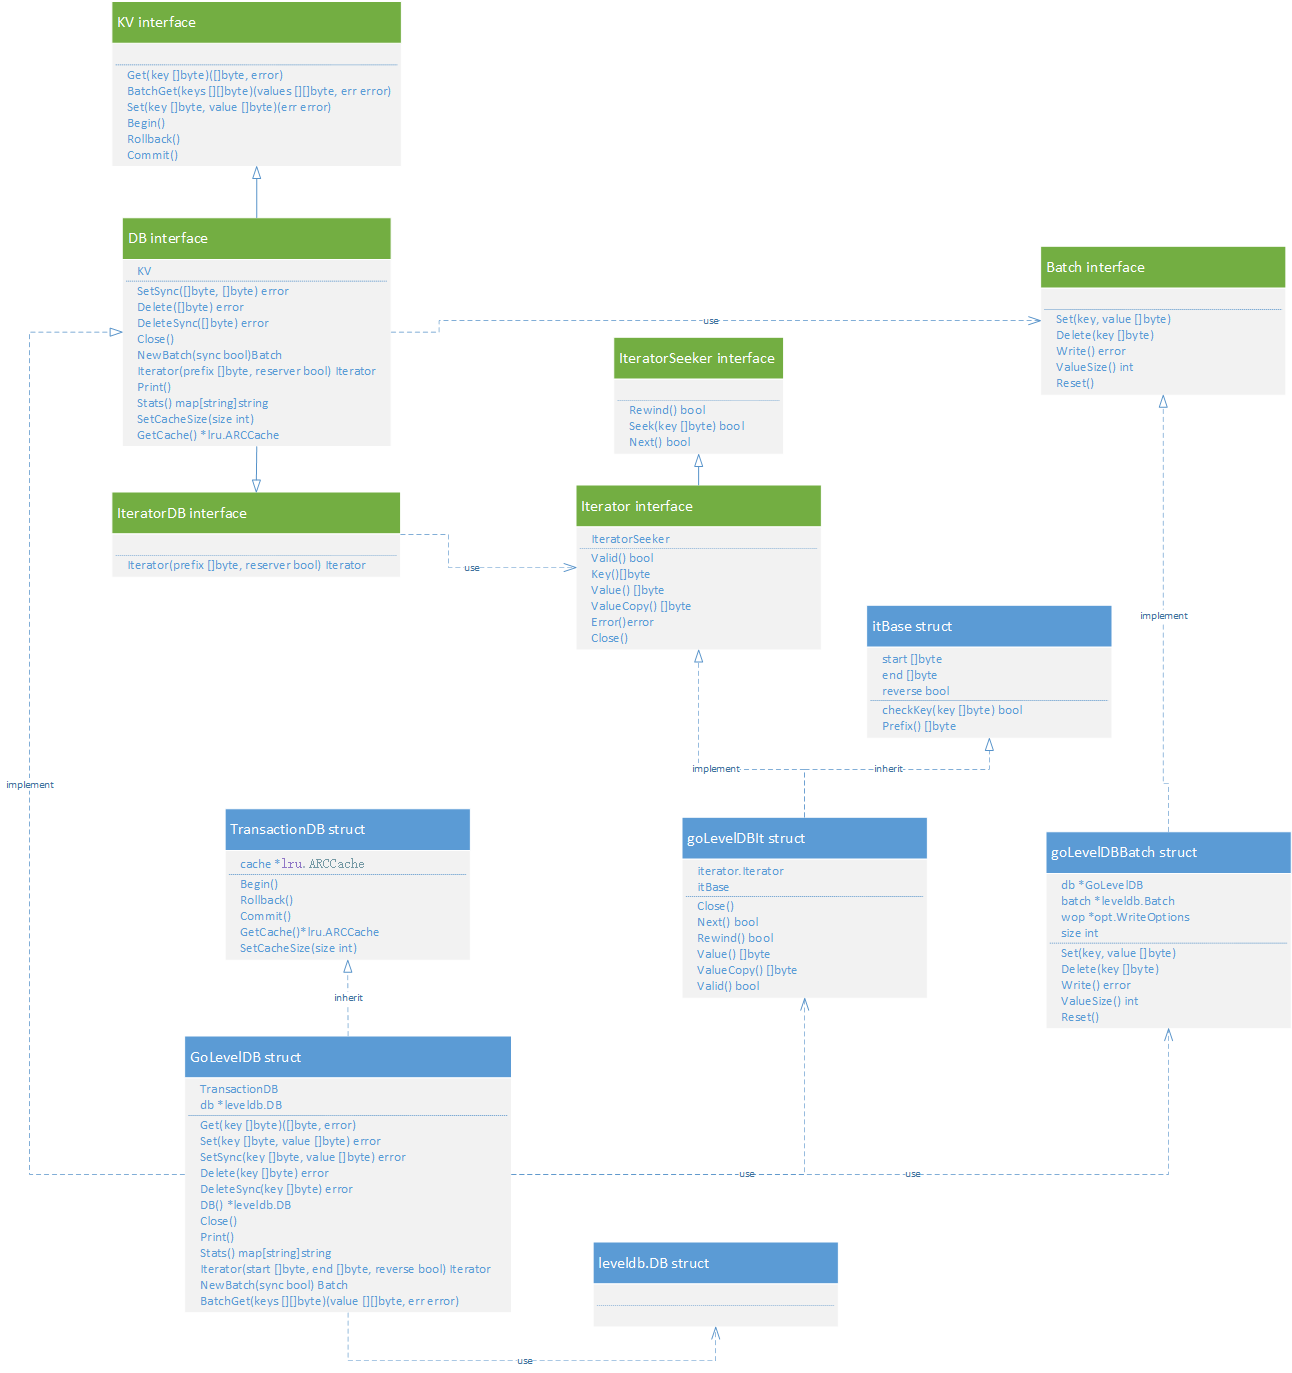 KV interface
Get(key []byte)([]byte, error)
BatchGet(keys [][]byte)(values [][]byte, err error)
Set(key []byte, value []byte)(err error)
Begin()
Rollback()
Commit()
DB interface
KV
SetSync([]byte, []byte) error
Delete([]byte) error
DeleteSync([]byte) error
Close()
NewBatch(sync bool)Batch
Iterator(prefix []byte, reserver bool) Iterator
Print()
Stats() map[string]string
SetCacheSize(size int)
GetCache() *lru.ARCCache
use
Batch interface
Set(key, value []byte)
Delete(key []byte)
Write() error
ValueSize() int
Reset()
IteratorSeeker interface
Rewind() bool
Seek(key []byte) bool
Next() bool
IteratorDB interface
Iterator(prefix []byte, reserver bool) Iterator
use
Iterator interface
IteratorSeeker
Valid() bool
Key()[]byte
Value() []byte
ValueCopy() []byte
Error()error
Close()
itBase struct
start []byte
end []byte
reverse bool
checkKey(key []byte) bool
Prefix() []byte
implement
implement
implement
inherit
TransactionDB struct
cache *lru. ARCCache
Begin()
Rollback()
Commit()
GetCache()*lru.ARCCache
SetCacheSize(size int)
inherit
goLevelDBIt struct
iterator.Iterator
itBase
Close()
Next() bool
Rewind() bool
Value() []byte
ValueCopy() []byte
Valid() bool
goLevelDBBatch struct
db *GoLevelDB
batch *leveldb.Batch
wop *opt.WriteOptions
size int
Set(key, value []byte)
Delete(key []byte)
Write() error
ValueSize() int
Reset()
GoLevelDB struct
TransactionDB
db *leveldb.DB
Get(key []byte)([]byte, error)
Set(key []byte, value []byte) error
SetSync(key []byte, value []byte) error
Delete(key []byte) error
DeleteSync(key []byte) error
DB() *leveldb.DB
Close()
Print()
Stats() map[string]string
Iterator(start []byte, end []byte, reverse bool) Iterator
NewBatch(sync bool) Batch
BatchGet(keys [][]byte)(value [][]byte, err error)
use
use
leveldb.DB struct
use